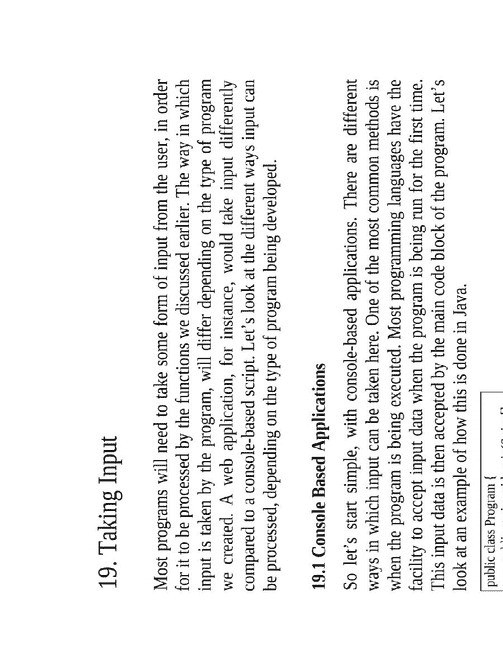 19. Taking Input
Most programs will need to take some form of input from the user, in order
for it to be processed by the functions we discussed earlier. The way in which
input is taken by the program, will differ depending on the type of program
we created. A web application, for instance, would take input differently
compared to a console-based script. Let's look at the different ways input can
be processed, depending on the type of program being developed.
19.1 Console Based Applications
So let's start simple, with console-based applications. There are different
ways in which input can be taken here. One of the most common methods is
when the program is being executed. Most programming languages have the
facility to accept input data when the program is being run for the first time.
This input data is then accepted by the main code block of the program. Let's
look at an example of how this is done in Java.
public class Program {